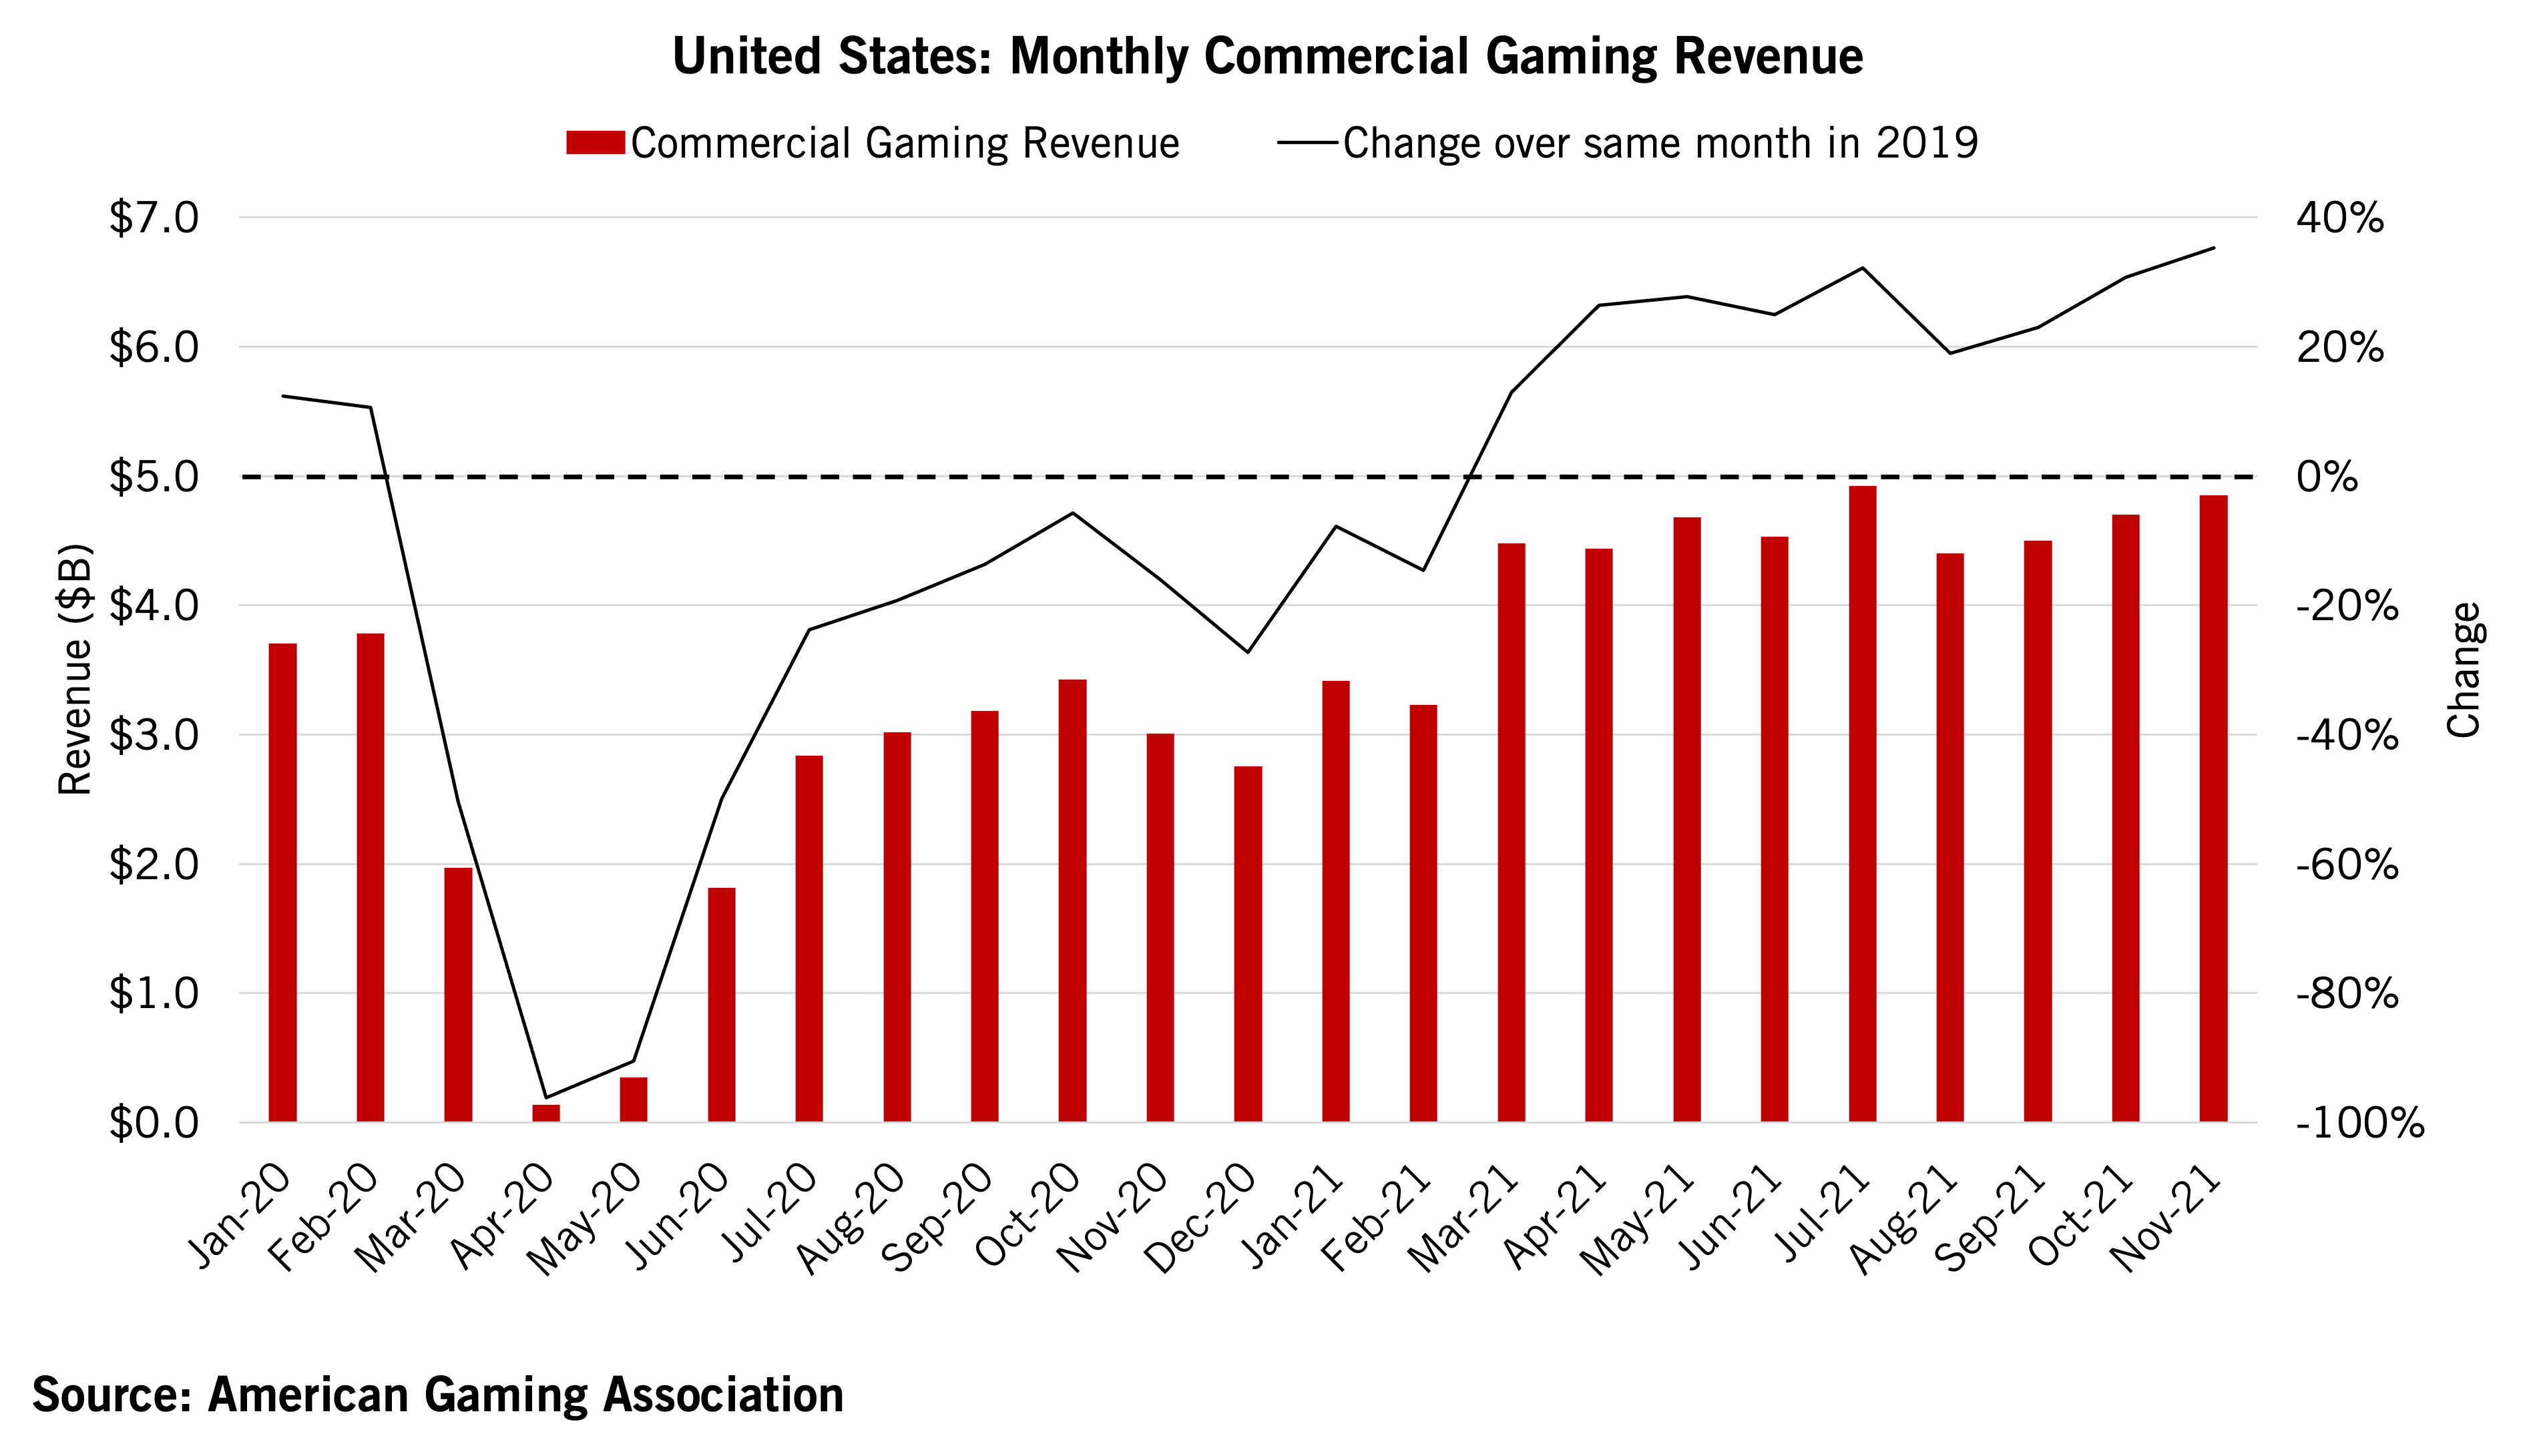 United States: Monthly Commercial Gaming Revenue
Commercial Gaming Revenue
Change over same month in 2019
$7.0
$6.0
$5.0
$4.0
$3.0
$2.0
$1.0
$0.0
Revenue ($B)
40%
20%
0%
-20%
-40%
-60%
-80%
-100%
Change
Jan-20
Feb-20
Mar-20
Apr-20
May-20
Jun-20
Jul-20
Aug-20
Sep-20
Oct-20
Nov-20
Dec-20
Jan-21
Feb-21
Mar-21
Apr-21
May-21
Jun-21
Jul-21
Aug-21
Sep-21
Oct-21
Nov-21
Source: American Gaming Association